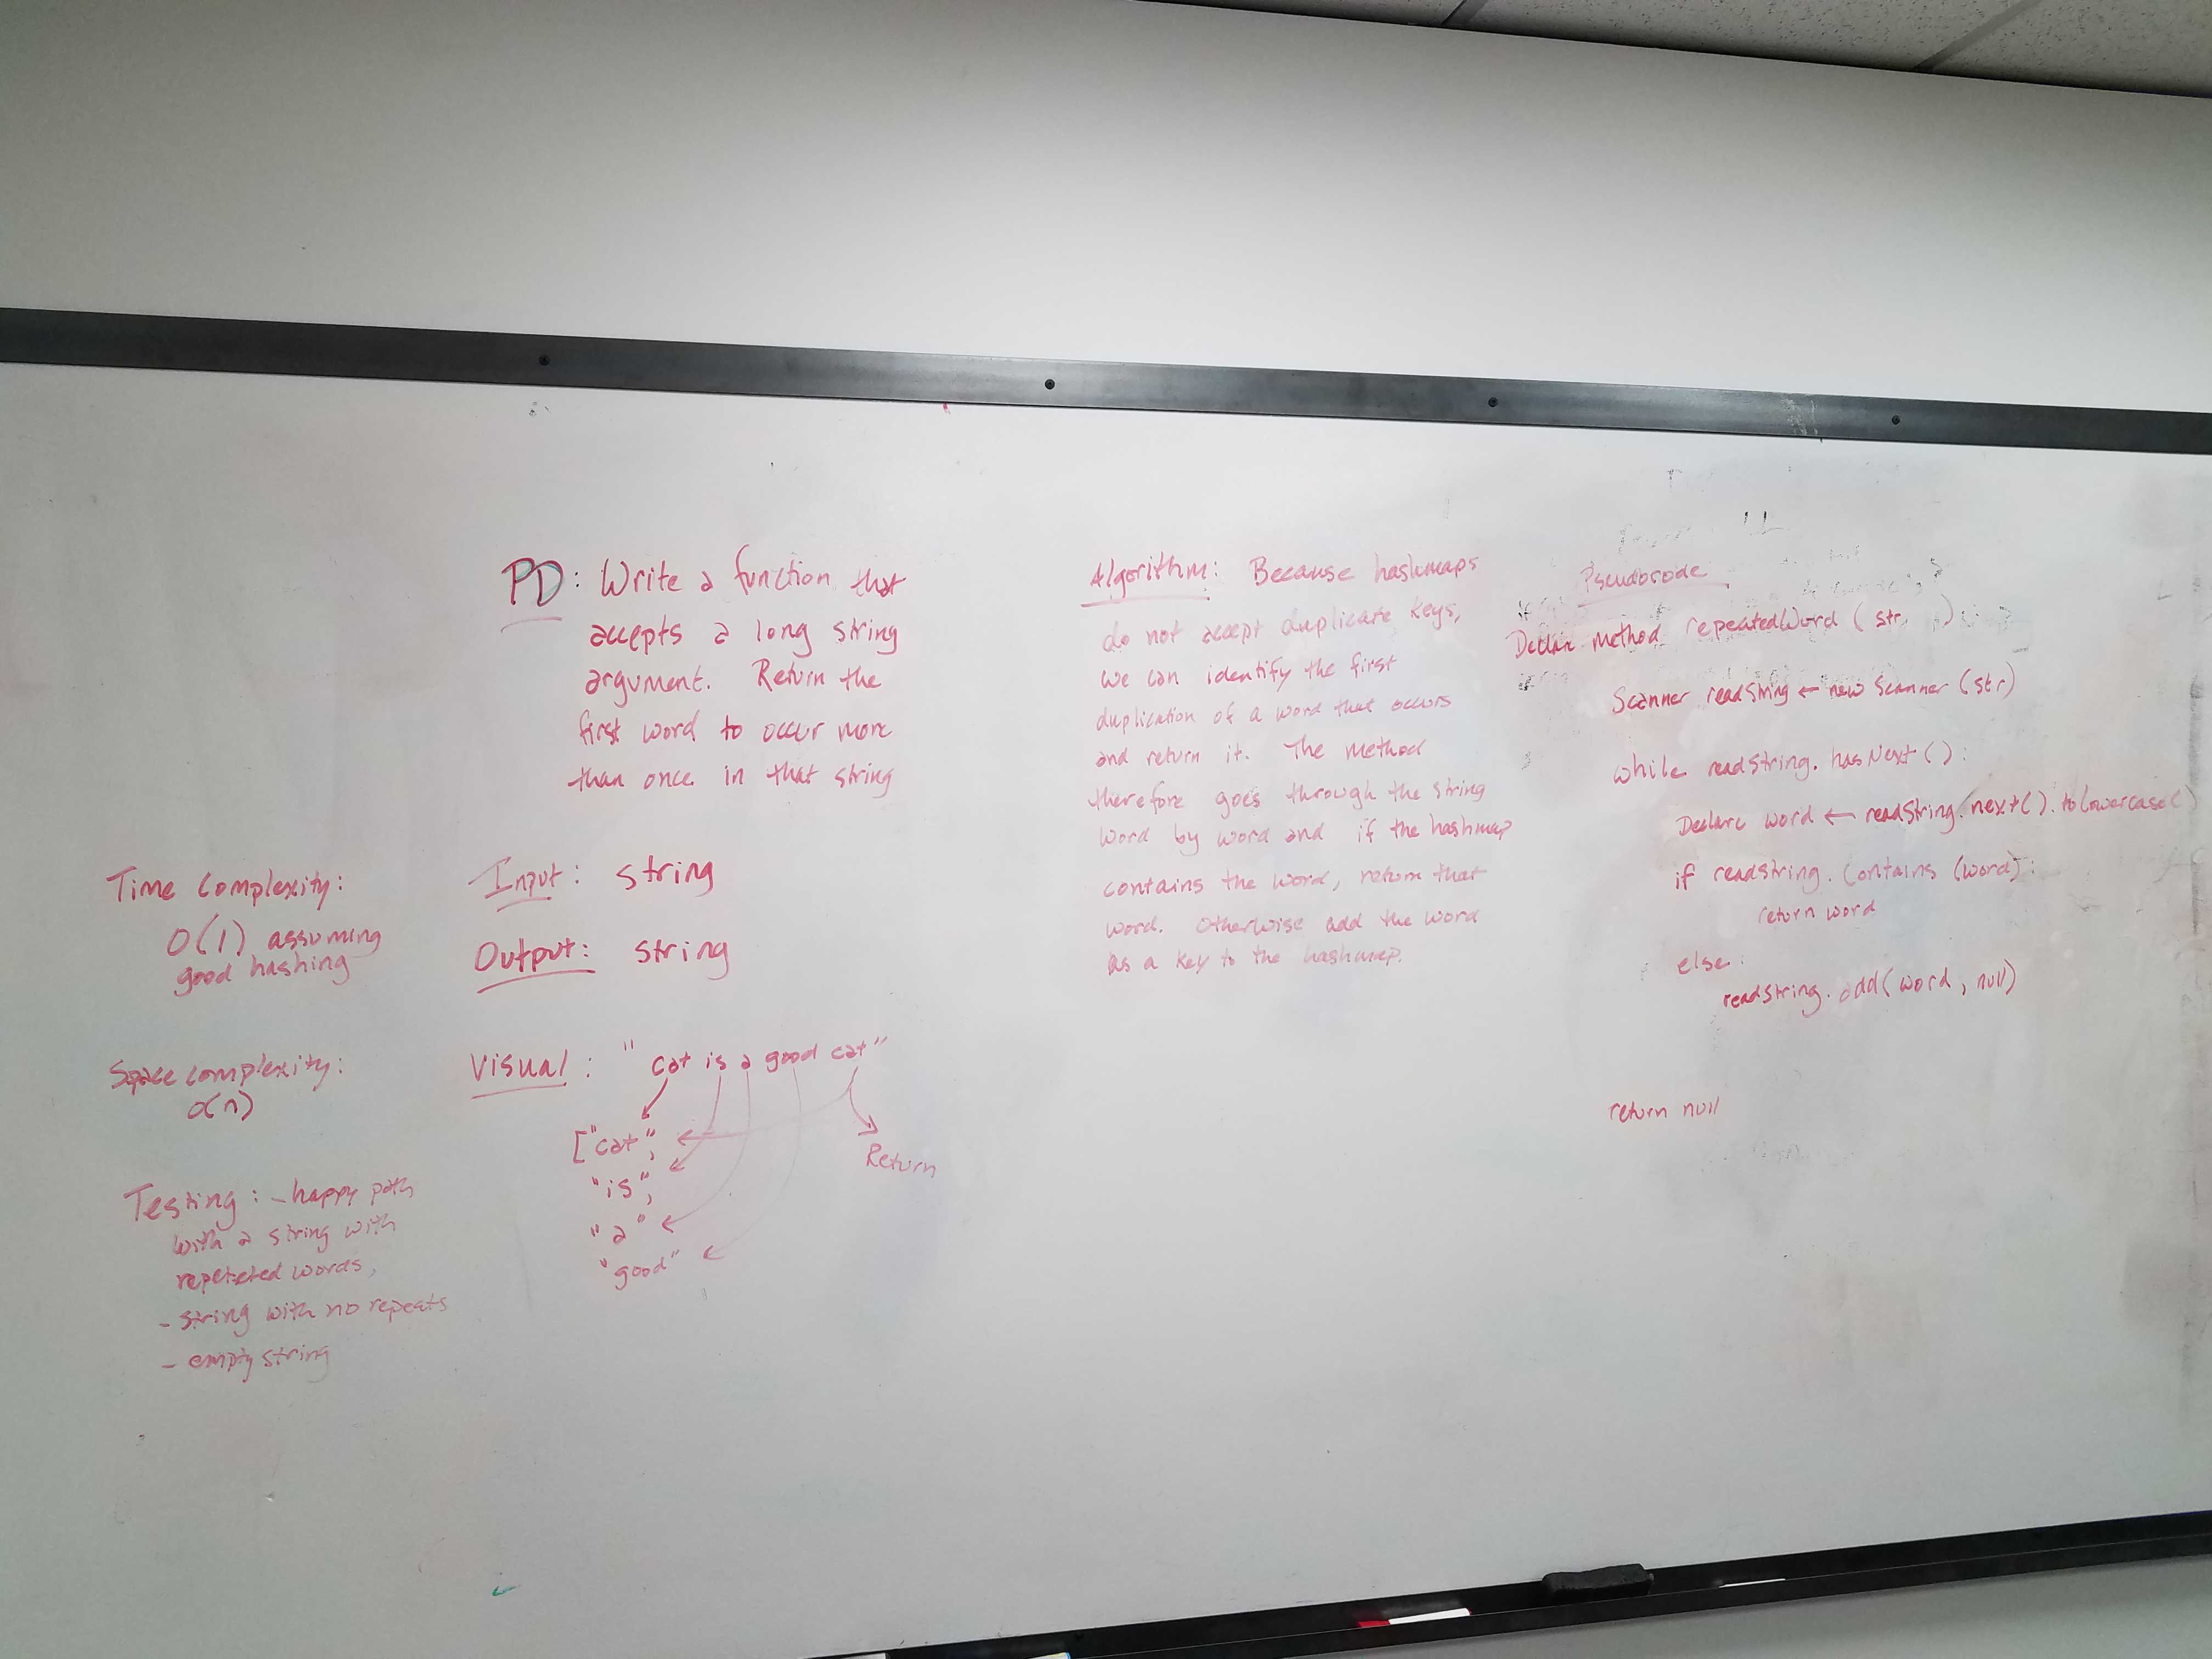 PD: Write a function that
accepts a long string
argument. Return the
first word to occur more
than once in that string
Input: string
Output: string
Visual: "cat is a good cat"
["cat",
"is",
"a"
"good"
Return
Time complexity:
O(1) assuming
good hashing
Space complexity:
O(n)
Testing: - happy path
with a string with
repeteted words,
- string with no repeats
- empty string
Algorithm: Because hashmaps
do not accept duplicate keys,
we can identify the first
duplication of a word that occurs
and return it. The method
therefore goes through the string
word by word and if the hashmap
contains the word, return that
word. Otherwise add the word
as a key to the hashmap.
Pseudocode
Declare Method repeatedWord (str)
Scanner readString ← new Scanner (str)
while readString.hasNext():
Declare word ← readString.next().toLowercase()
if readString.contains (word):
return word
else:
readString.add(word, null)
return null